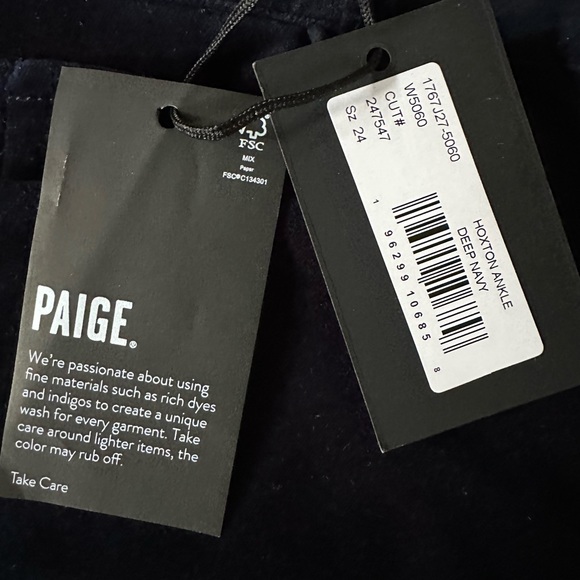 FSC
MIX
Paper
FSC®C134301
PAIGE®
We're passionate about using
fine materials such as rich dyes
and indigos to create a unique
wash for every garment. Take
care around lighter items, the
color may rub off.
Take Care
1767J27-5060
W5060
CUT#
247547
Sz 24
HOXTON ANKLE
DEEP NAVY
1 96299 10685 8